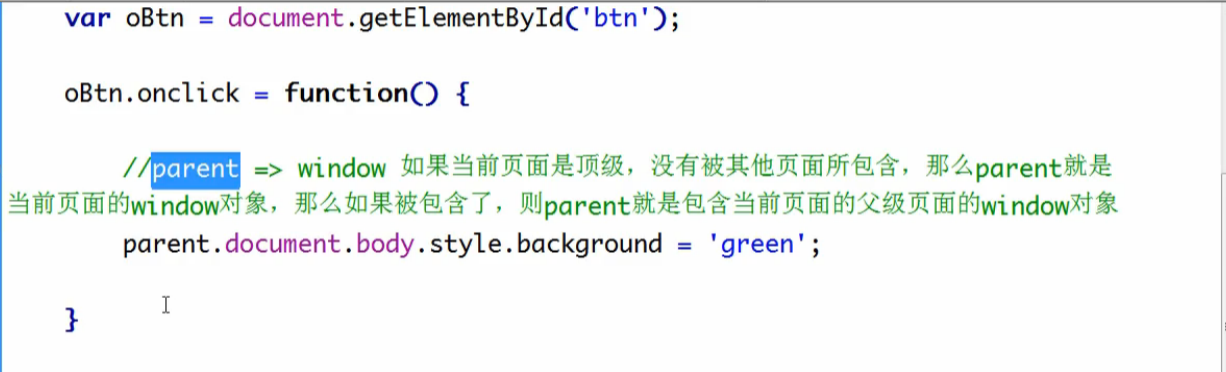 var oBtn = document.getElementById('btn');
oBtn.onclick = function() {
//parent => window 如果当前页面是顶级，没有被其他页面所包含，那么parent就是
当前页面的window对象，那么如果被包含了，则parent就是包含当前页面的父级页面的window对象
parent.document.body.style.background = 'green';
}